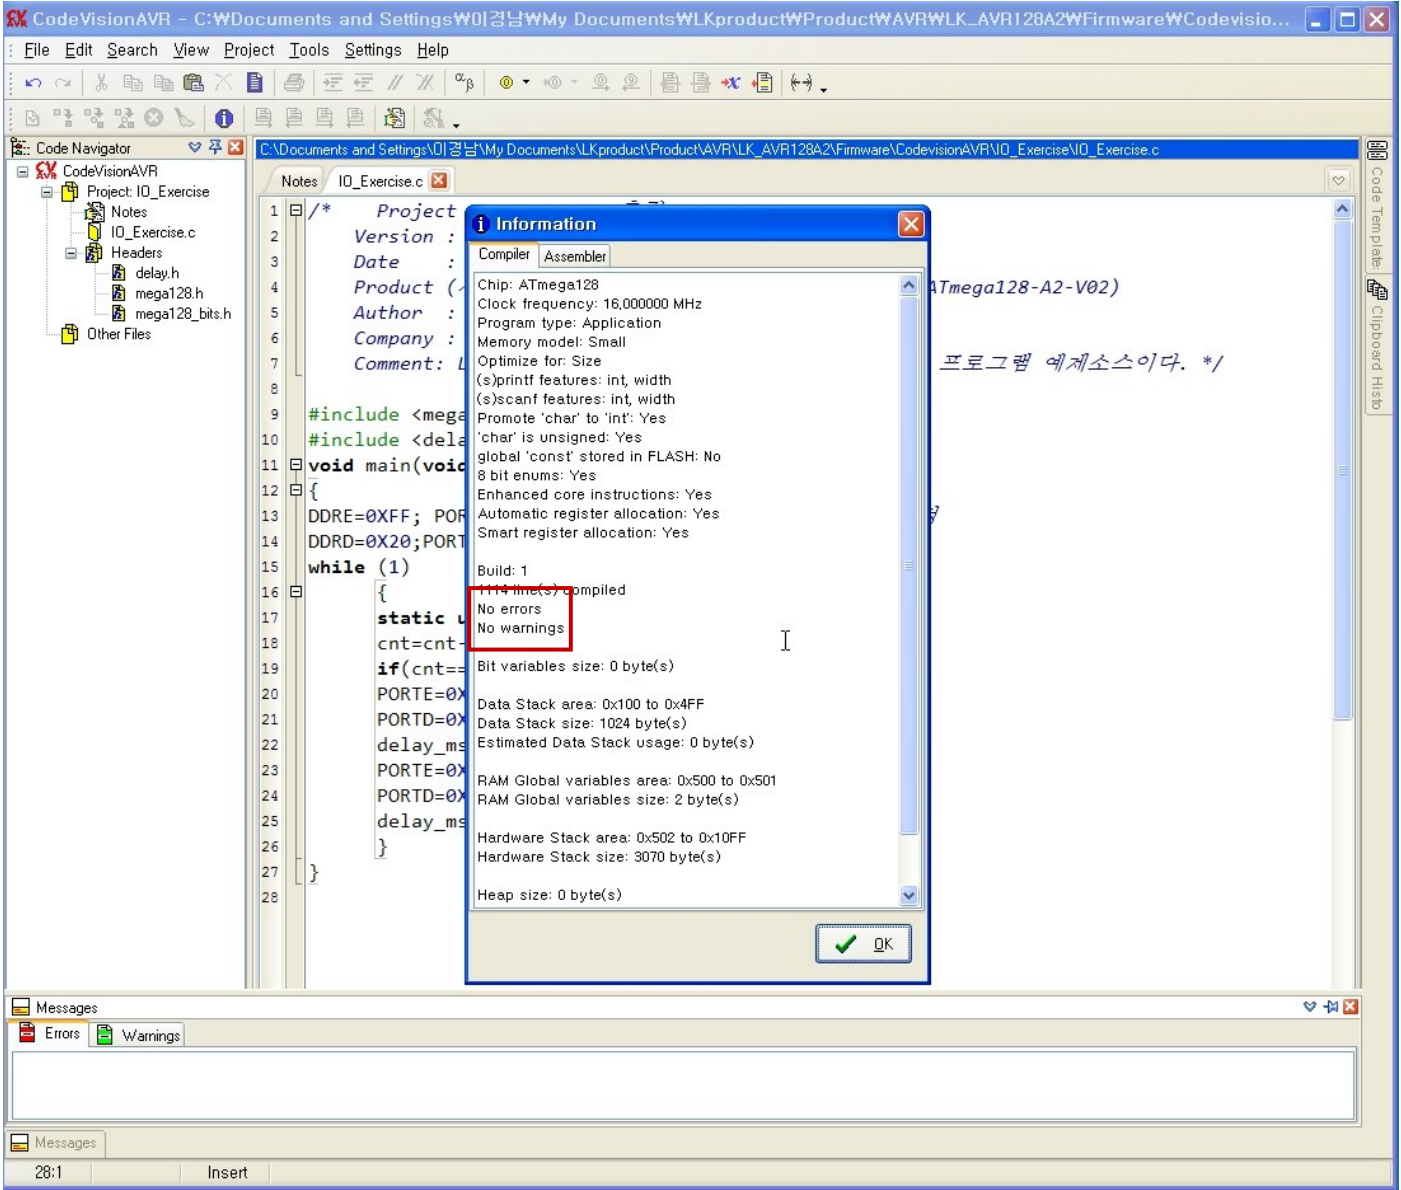 CodeVisionAVR - C:₩Documents and Settings₩이경남₩My Documents₩LKproduct₩Product₩AVR₩LK_AVR128A2₩Firmware₩Codevisio...
File Edit Search View Project Tools Settings Help
Code Navigator
CodeVisionAVR
Project: IO_Exercise
Notes
IO_Exercise.c
Headers
delay.h
mega128.h
mega128_bits.h
Other Files
C:\Documents and Settings\이경남\My Documents\LKproduct\Product\AVR\LK_AVR128A2\Firmware\CodevisionAVR\IO_Exercise\IO_Exercise.c
Notes IO_Exercise.c
1 /* Project
2 Version :
3 Date :
4 Product ( ATmega128-A2-V02)
5 Author :
6 Company :
7 Comment: L 프로그램 예제소스이다. */
8
9 #include <mega
10 #include <dela
11 void main(void
12 {
13 DDRE=0XFF; POR
14 DDRD=0X20;PORT
15 while (1)
16 {
17 static u
18 cnt=cnt-
19 if(cnt==
20 PORTE=0X
21 PORTD=0X
22 delay_ms
23 PORTE=0X
24 PORTD=0X
25 delay_ms
26 }
27 }
28
Information
Compiler Assembler
Chip: ATmega128
Clock frequency: 16,000000 MHz
Program type: Application
Memory model: Small
Optimize for: Size
(s)printf features: int, width
(s)scanf features: int, width
Promote 'char' to 'int': Yes
'char' is unsigned: Yes
global 'const' stored in FLASH: No
8 bit enums: Yes
Enhanced core instructions: Yes
Automatic register allocation: Yes
Smart register allocation: Yes
Build: 1
1114 line(s) compiled
No errors
No warnings
Bit variables size: 0 byte(s)
Data Stack area: 0x100 to 0x4FF
Data Stack size: 1024 byte(s)
Estimated Data Stack usage: 0 byte(s)
RAM Global variables area: 0x500 to 0x501
RAM Global variables size: 2 byte(s)
Hardware Stack area: 0x502 to 0x10FF
Hardware Stack size: 3070 byte(s)
Heap size: 0 byte(s)
OK
Code Template:
Clipboard Histo
Messages
Errors Warnings
Messages
28:1 Insert